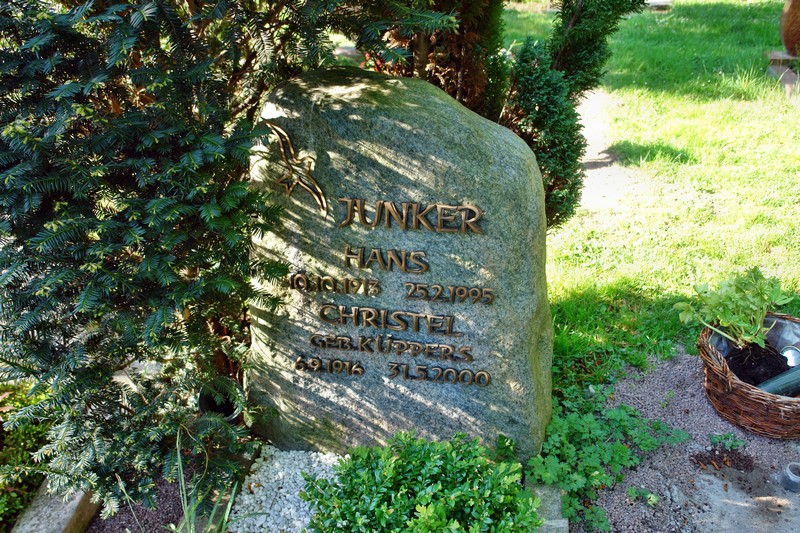 JUNKER
HANS
10.10.1913 25.2.1995
CHRISTEL
GEB. KÜPPERS
6.9.1916 31.5.2000